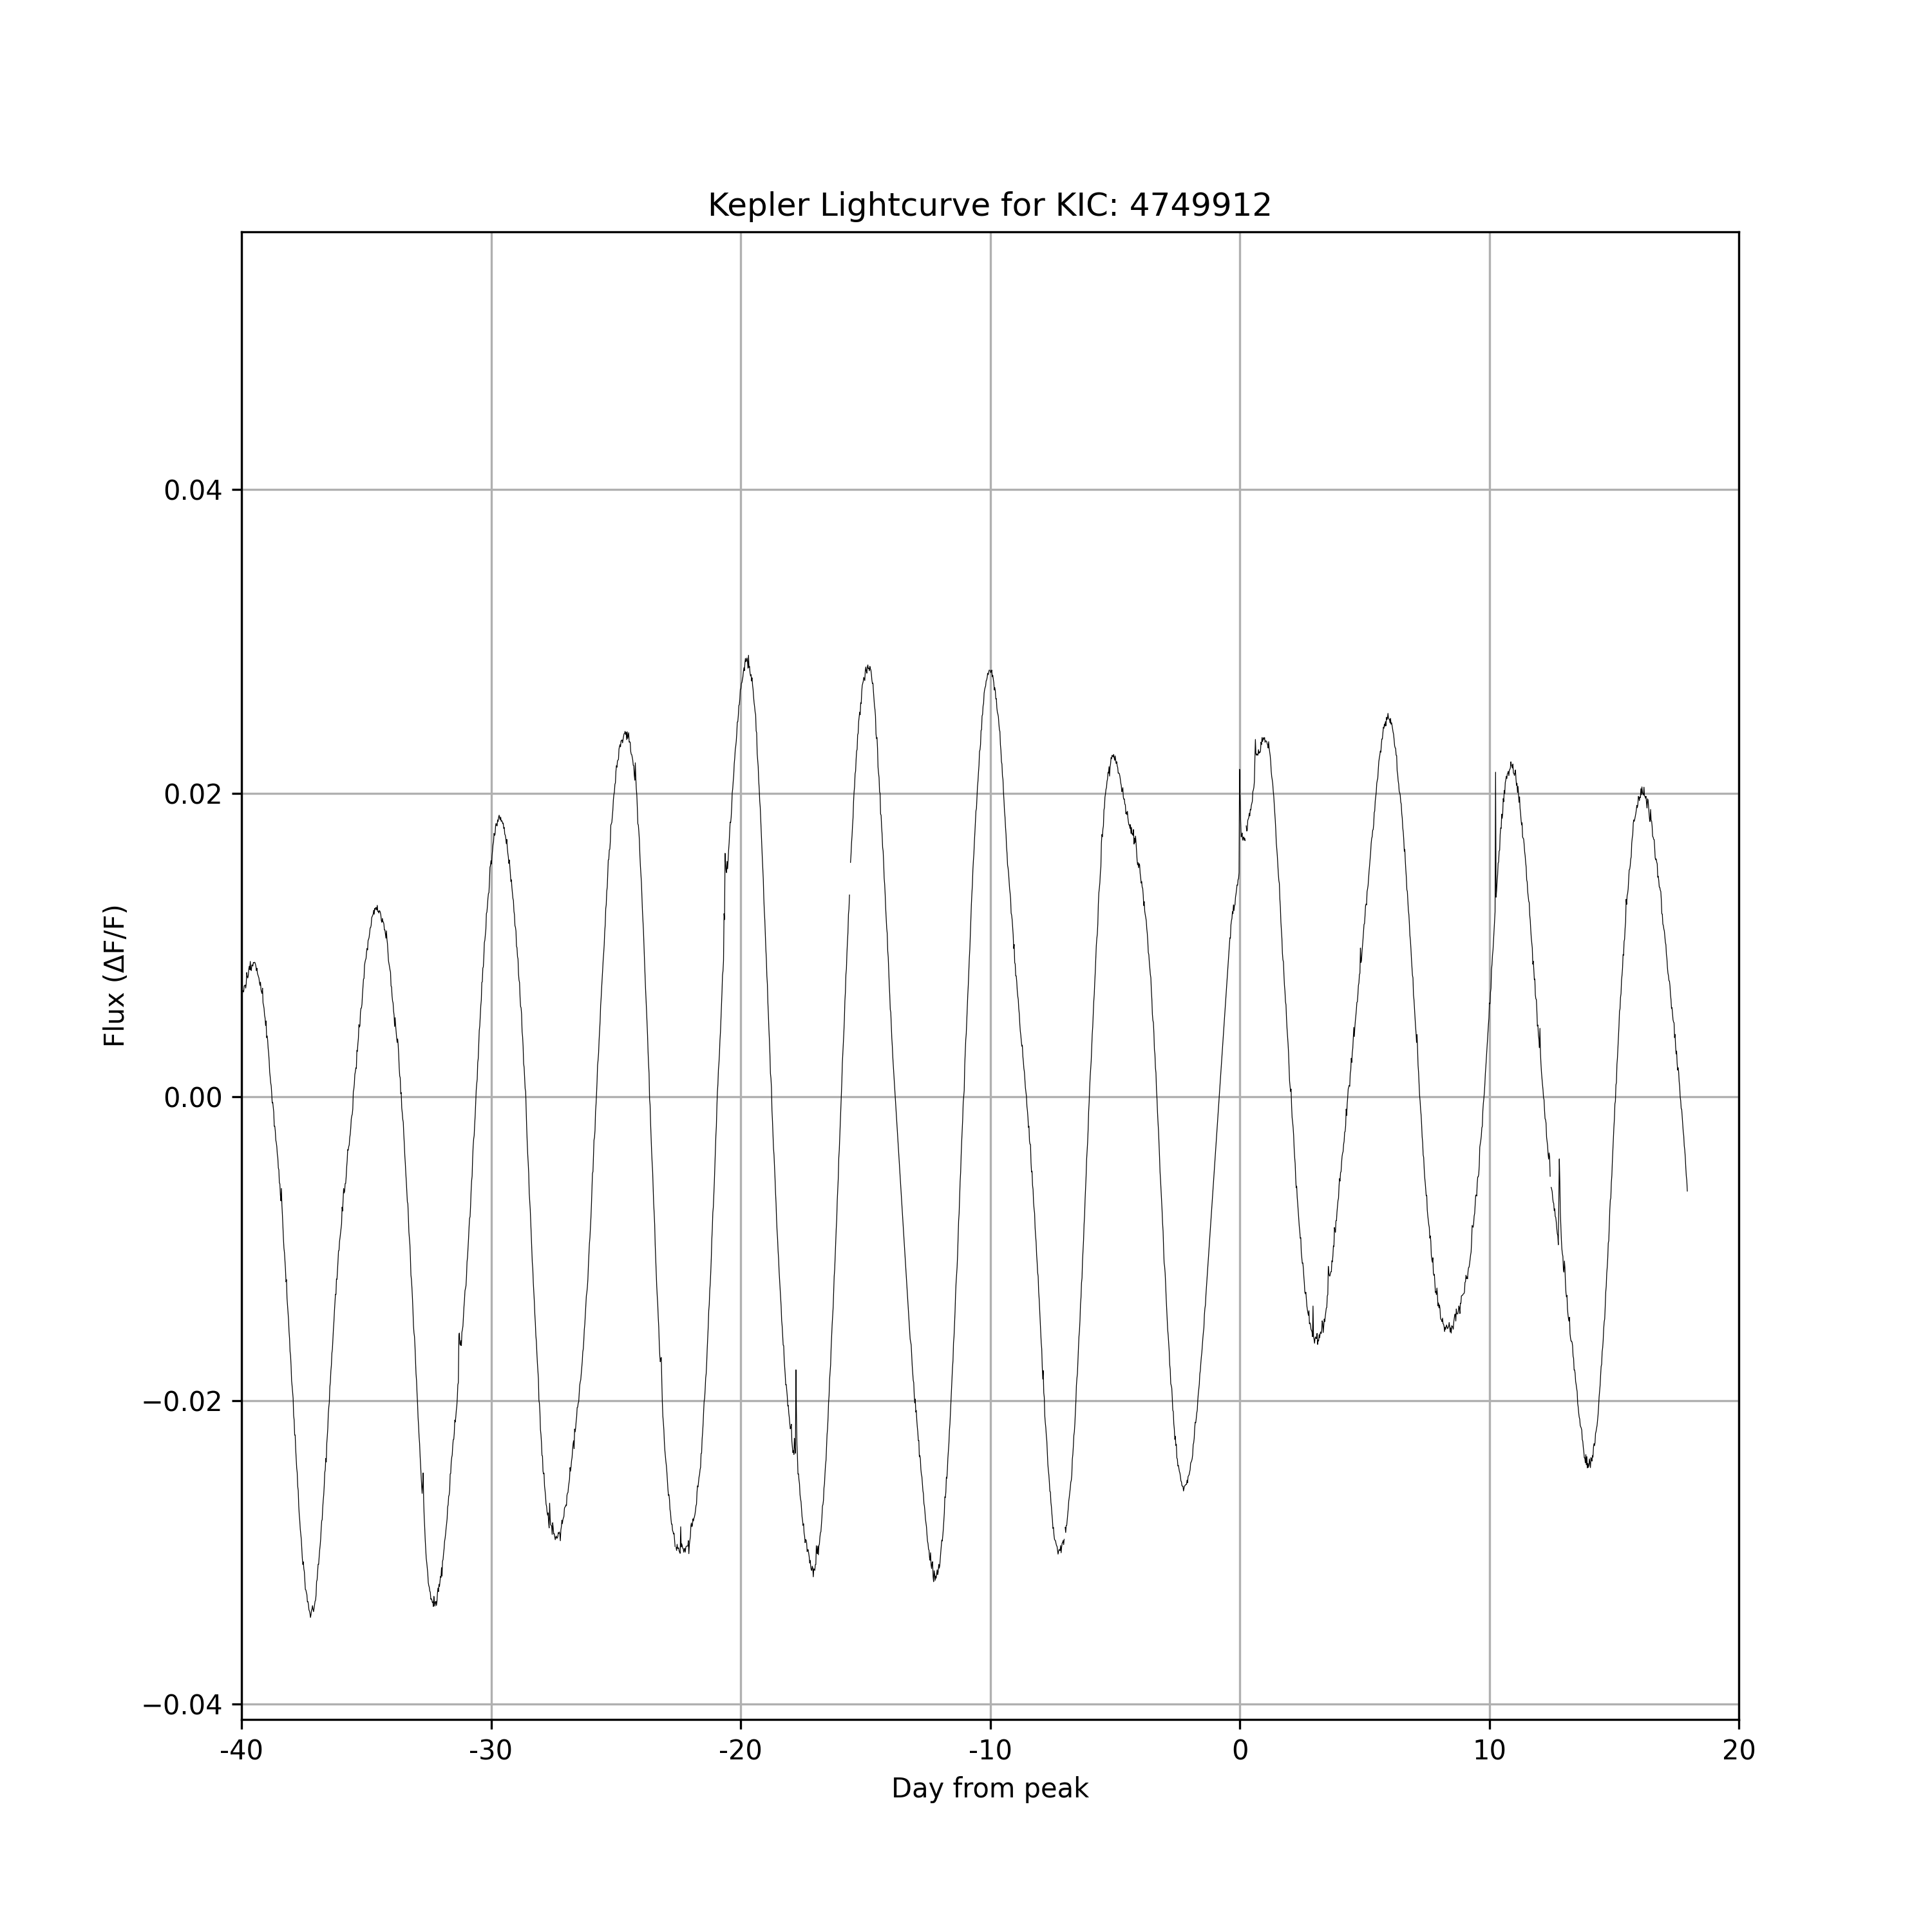 Kepler Lightcurve for KIC: 4749912
0.04
0.02
0.00
−0.02
−0.04
Flux (ΔF/F)
-40 -30 -20 -10 0 10 20
Day from peak